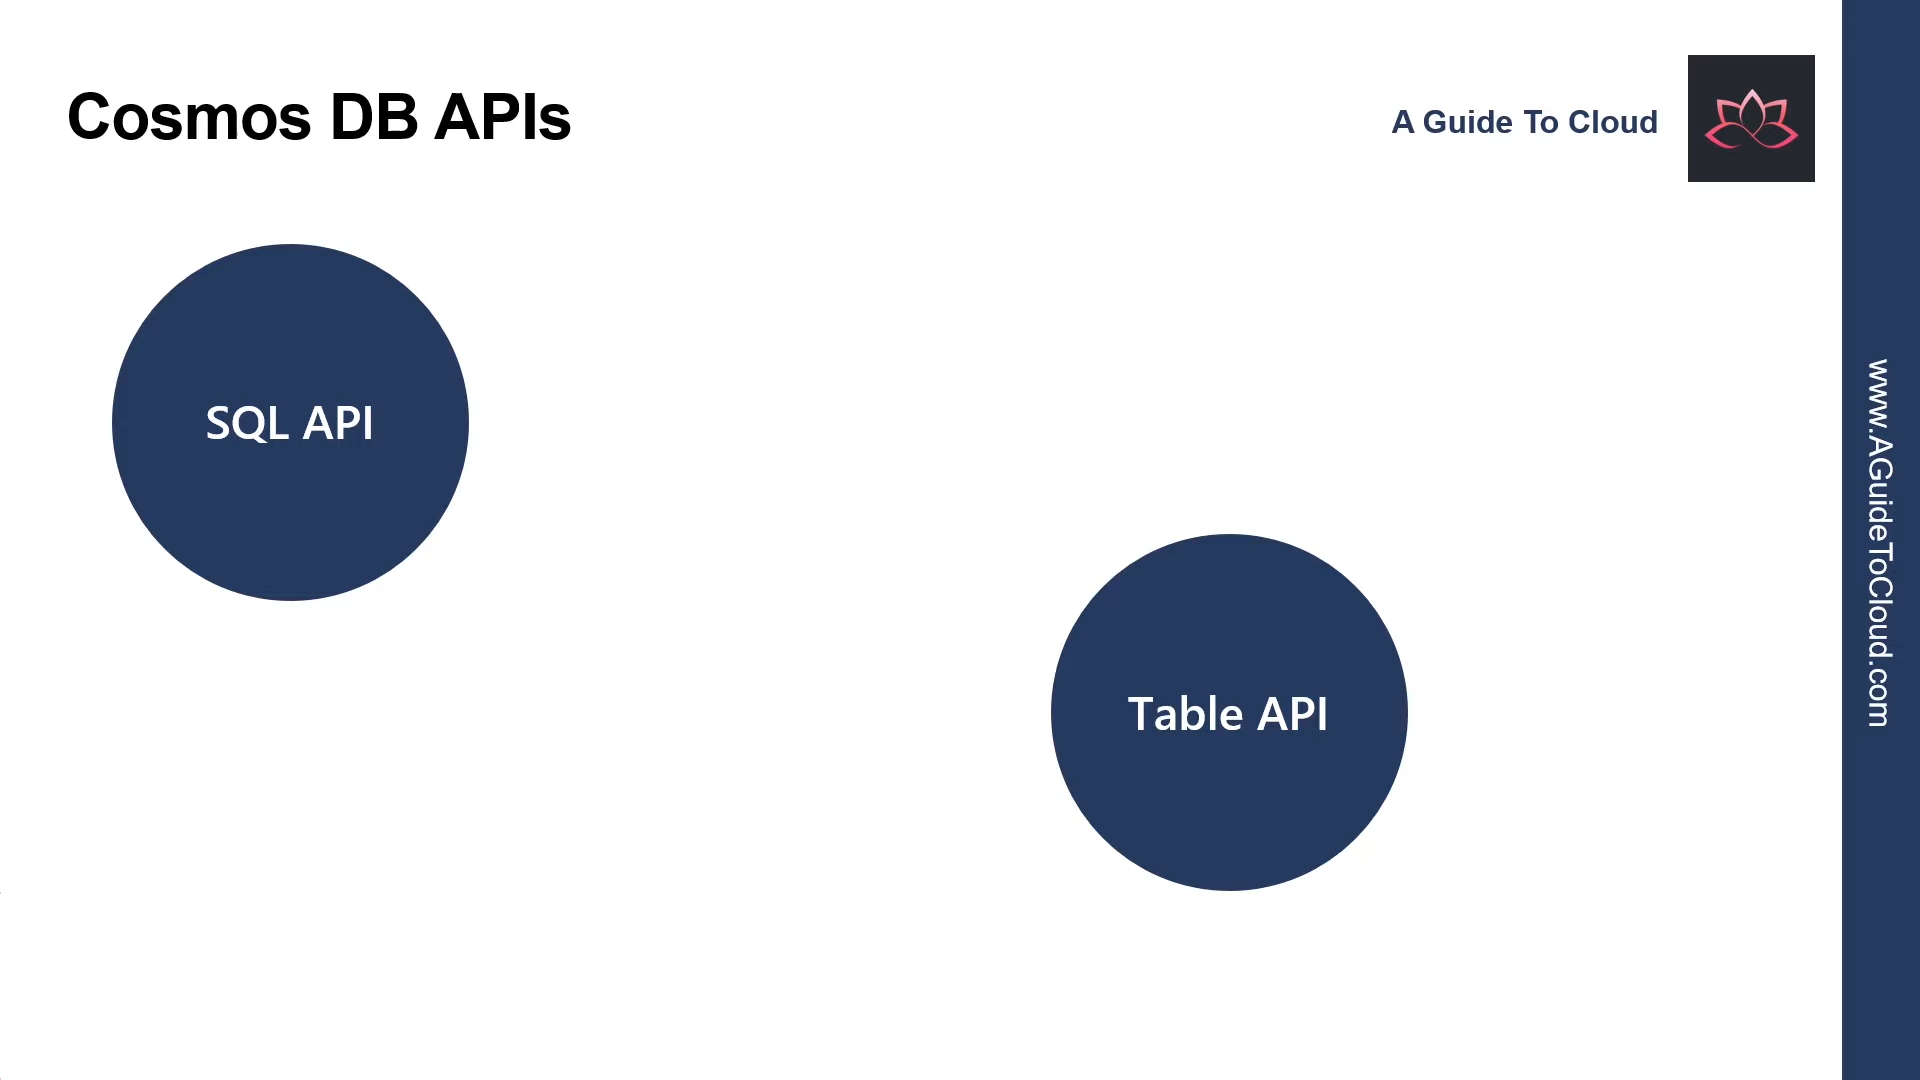 Cosmos DB APIs
A Guide To Cloud
SQL API
Table API
www.AGuideToCloud.com